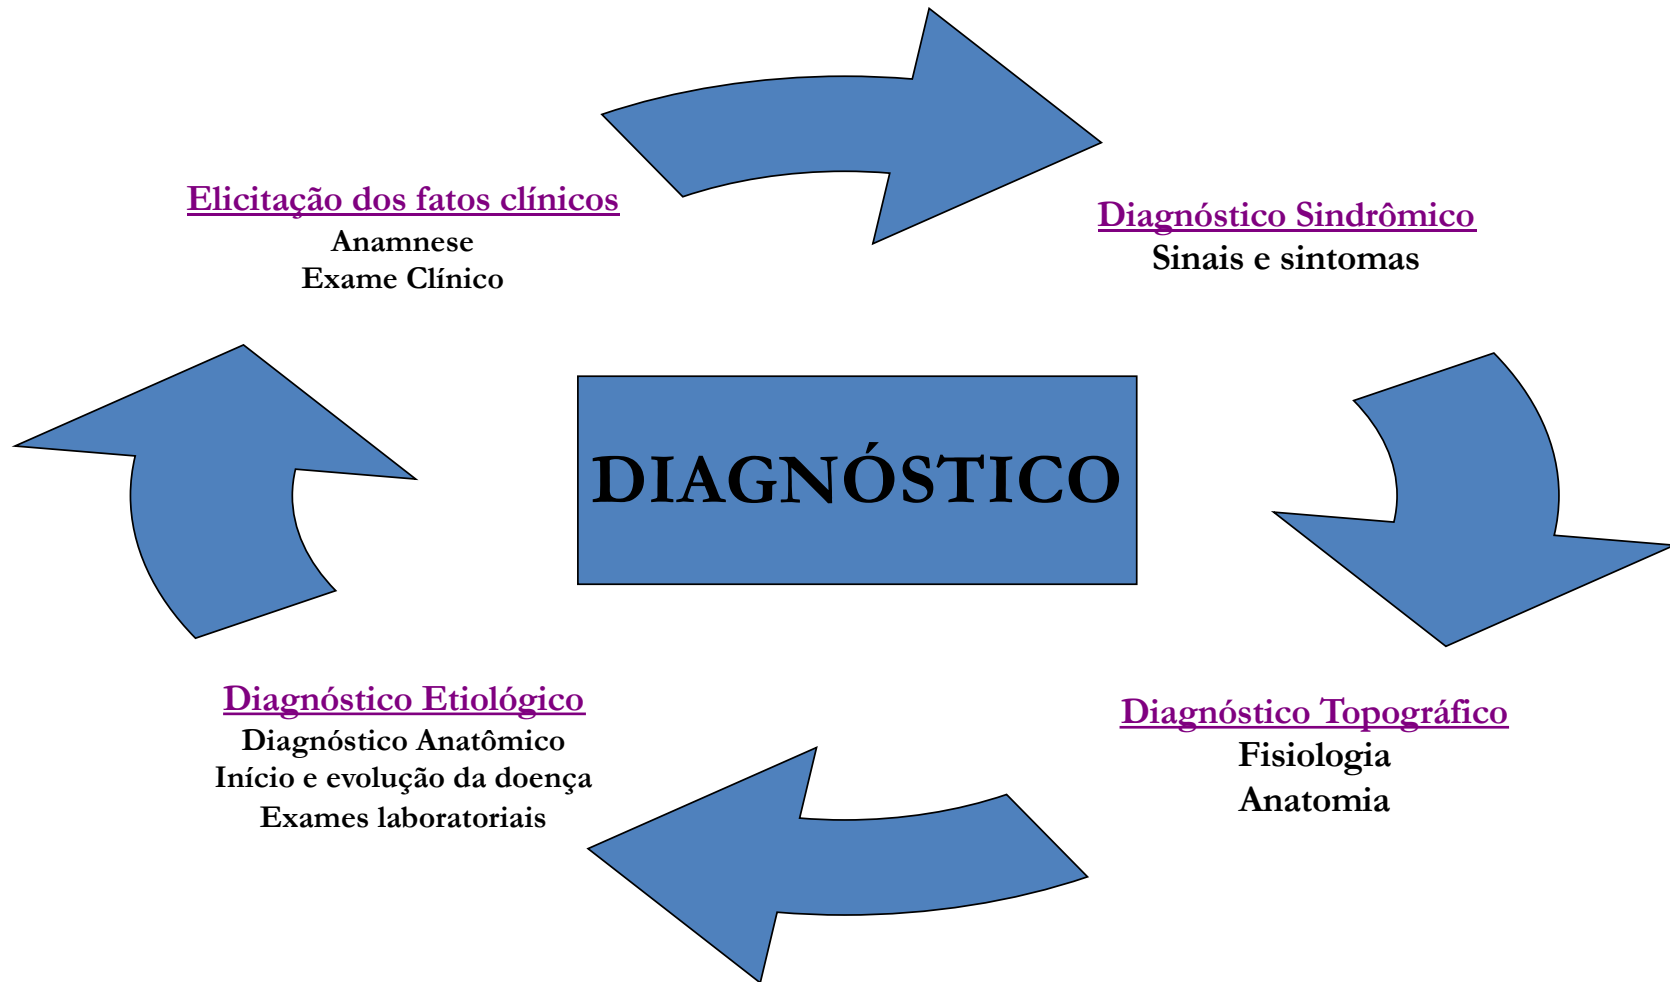 Elicitação dos fatos clínicos
Anamnese
Exame Clínico
Diagnóstico Sindrômico
Sinais e sintomas
DIAGNÓSTICO
Diagnóstico Etiológico
Diagnóstico Anatômico
Início e evolução da doença
Exames laboratoriais
Diagnóstico Topográfico
Fisiologia
Anatomia